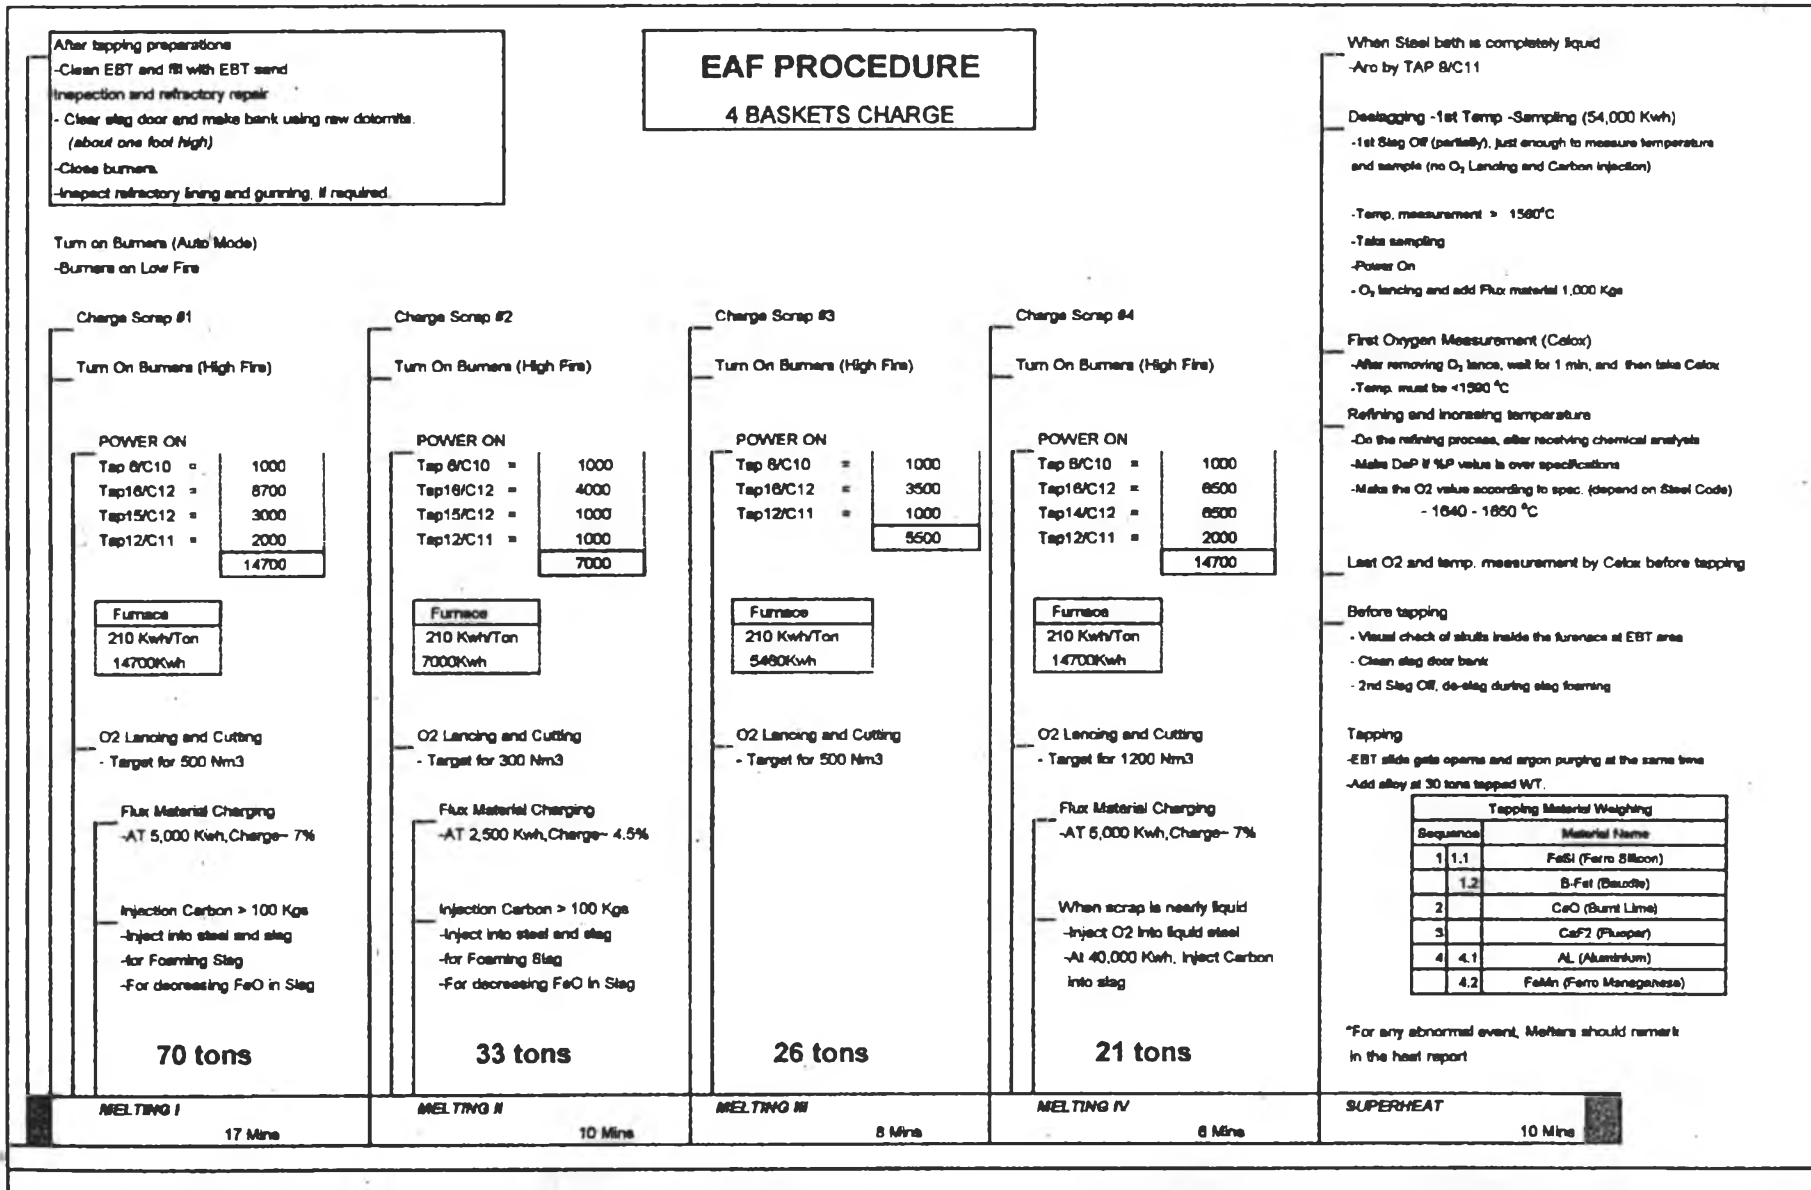 After tapping preparations
-Clean EBT and fill with EBT sand
Inspection and refractory repair
- Clear slag door and make bank using raw dolomite.
(about one foot high)
-Close burners.
-Inspect refractory lining and gunning, if required.
Turn on Burners (Auto Mode)
-Burners on Low Fire
EAF PROCEDURE
4 BASKETS CHARGE
Charge Scrap #1
Turn On Burners (High Fire)
POWER ON
Tap 8/C10 = 1000
Tap16/C12 = 8700
Tap15/C12 = 3000
Tap12/C11 = 2000
14700
Furnace
210 Kwh/Ton
14700Kwh
O2 Lancing and Cutting
- Target for 500 Nm3
Flux Material Charging
-AT 5,000 Kwh,Charge~ 7%
Injection Carbon > 100 Kgs
-Inject into steel and slag
-for Foaming Slag
-For decreasing FeO in Slag
70 tons
MELTING I
17 Mins
Charge Scrap #2
Turn On Burners (High Fire)
POWER ON
Tap 8/C10 = 1000
Tap16/C12 = 4000
Tap15/C12 = 1000
Tap12/C11 = 1000
7000
Furnace
210 Kwh/Ton
7000Kwh
O2 Lancing and Cutting
- Target for 300 Nm3
Flux Material Charging
-AT 2,500 Kwh,Charge~ 4.5%
Injection Carbon > 100 Kgs
-Inject into steel and slag
-for Foaming Slag
-For decreasing FeO in Slag
33 tons
MELTING II
10 Mins
Charge Scrap #3
Turn On Burners (High Fire)
POWER ON
Tap 8/C10 = 1000
Tap16/C12 = 3500
Tap12/C11 = 1000
5500
Furnace
210 Kwh/Ton
5460Kwh
O2 Lancing and Cutting
- Target for 500 Nm3
26 tons
MELTING III
8 Mins
Charge Scrap #4
Turn On Burners (High Fire)
POWER ON
Tap 8/C10 = 1000
Tap16/C12 =
Tap14/C12 =
Tap12/C11 = 2000
14700
Furnace
210 Kwh/Ton
14700Kwh
O2 Lancing and Cutting
- Target for 1200 Nm3
Flux Material Charging
-AT 5,000 Kwh,Charge~ 7%
When scrap is nearly liquid
-Inject O2 into liquid steel
-At 40,000 Kwh, Inject Carbon
into slag
21 tons
MELTING IV
6 Mins
When Steel bath is completely liquid
-Arc by TAP 8/C11
Deslagging -1st Temp -Sampling (54,000 Kwh)
-1st Slag Off (partially), just enough to measure temperature
and sample (no O2 Lancing and Carbon injection)
-Temp. measurement > 1560°C
-Take sampling
-Power On
- O2 lancing and add Flux material 1,000 Kgs
First Oxygen Measurement (Celox)
-After removing O2 lance, wait for 1 min, and then take Celox
-Temp. must be <1590 °C
Refining and increasing temperature
-Do the refining process, after receiving chemical analysis
-Make DeP if %P value is over specifications
-Make the O2 value according to spec. (depend on Steel Code)
- 1640 - 1650 °C
Last O2 and temp. measurement by Celox before tapping
Before tapping
- Visual check of skulls inside the furenace at EBT area
- Clean slag door bank
- 2nd Slag Off, de-slag during slag foaming
Tapping
-EBT slide gate opens and argon purging at the same time
-Add alloy at 30 tons tapped WT.
Tapping Material Weighing
Sequence Material Name
1 1.1 FeSi (Ferro Silicon)
1.2 B-Fat (Bauxite)
2 CaO (Burnt Lime)
3 CaF2 (Fluopar)
4 4.1 AL (Aluminium)
4.2 FeMn (Ferro Maneganese)
*For any abnormal event, Melters should remark
in the heat report
SUPERHEAT
10 Mins